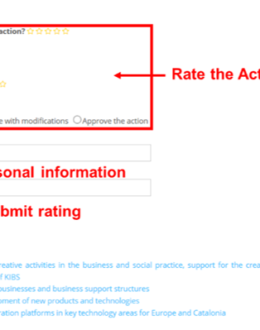 action?
Rate the Act
e with modifications Approve the action
sonal information
bmit rating
reative activities in the business and social practice, support for the crea
f KIBS
businesses and business support structures
ment of new products and technologies
ration platforms in key technology areas for Europe and Catalonia